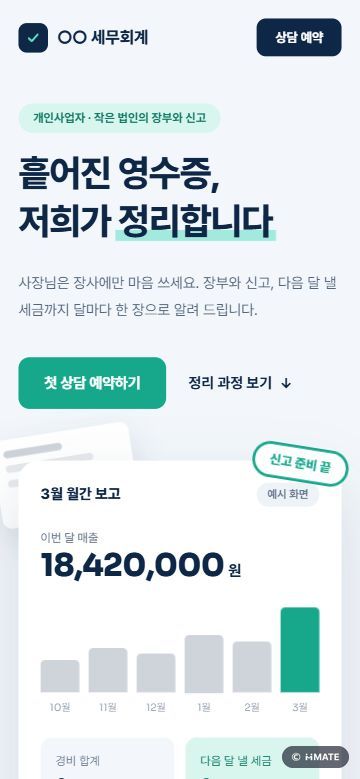 ○○ 세무회계
상담 예약
개인사업자 · 작은 법인의 장부와 신고
흩어진 영수증,
저희가 정리합니다
사장님은 장사에만 마음 쓰세요. 장부와 신고, 다음 달 낼
세금까지 달마다 한 장으로 알려 드립니다.
첫 상담 예약하기
정리 과정 보기 ↓
신고 준비 끝
3월 월간 보고
예시 화면
이번 달 매출
18,420,000 원
10월 11월 12월 1월 2월 3월
경비 합계
다음 달 낼 세금
© HMATE